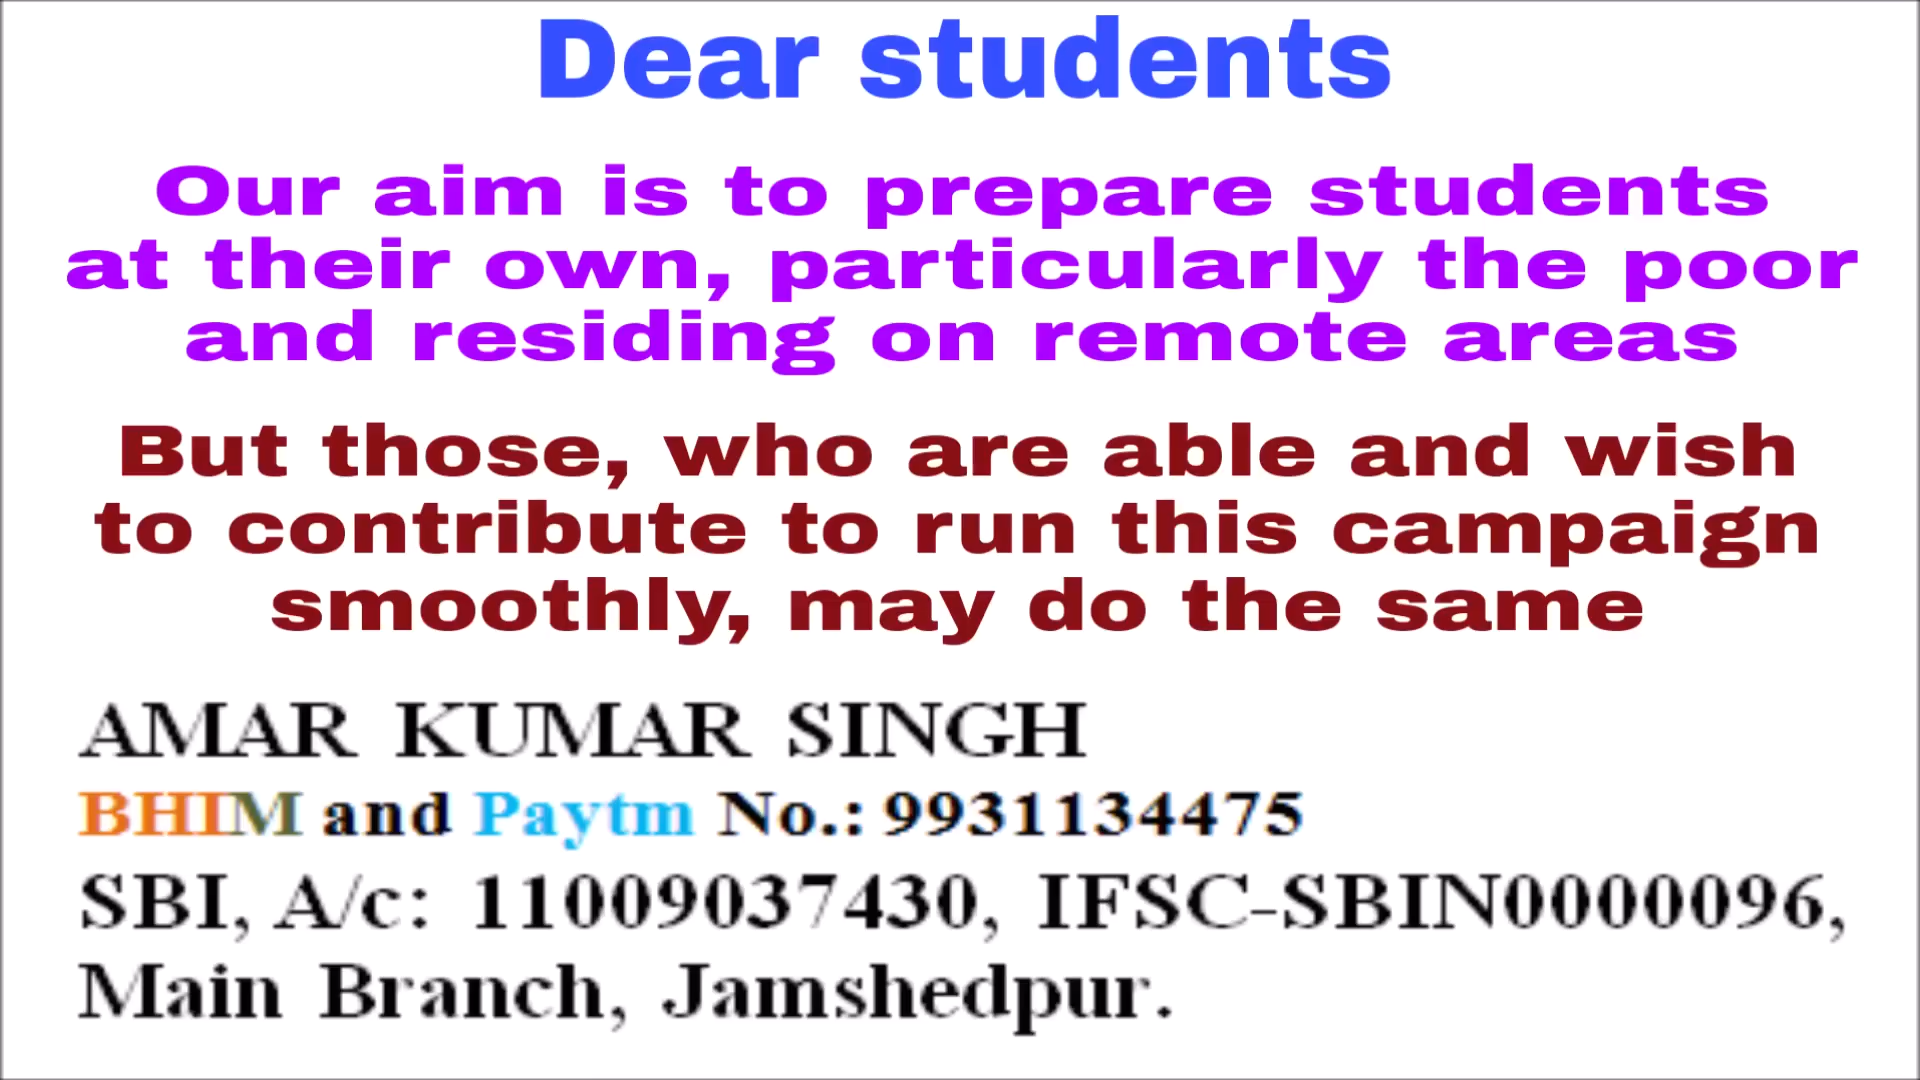 Dear students
Our aim is to prepare students
at their own, particularly the poor
and residing on remote areas
But those, who are able and wish
to contribute to run this campaign
smoothly, may do the same
AMAR KUMAR SINGH
BHIM and Paytm No.: 9931134475
SBI, A/c: 11009037430, IFSC-SBIN0000096,
Main Branch, Jamshedpur.